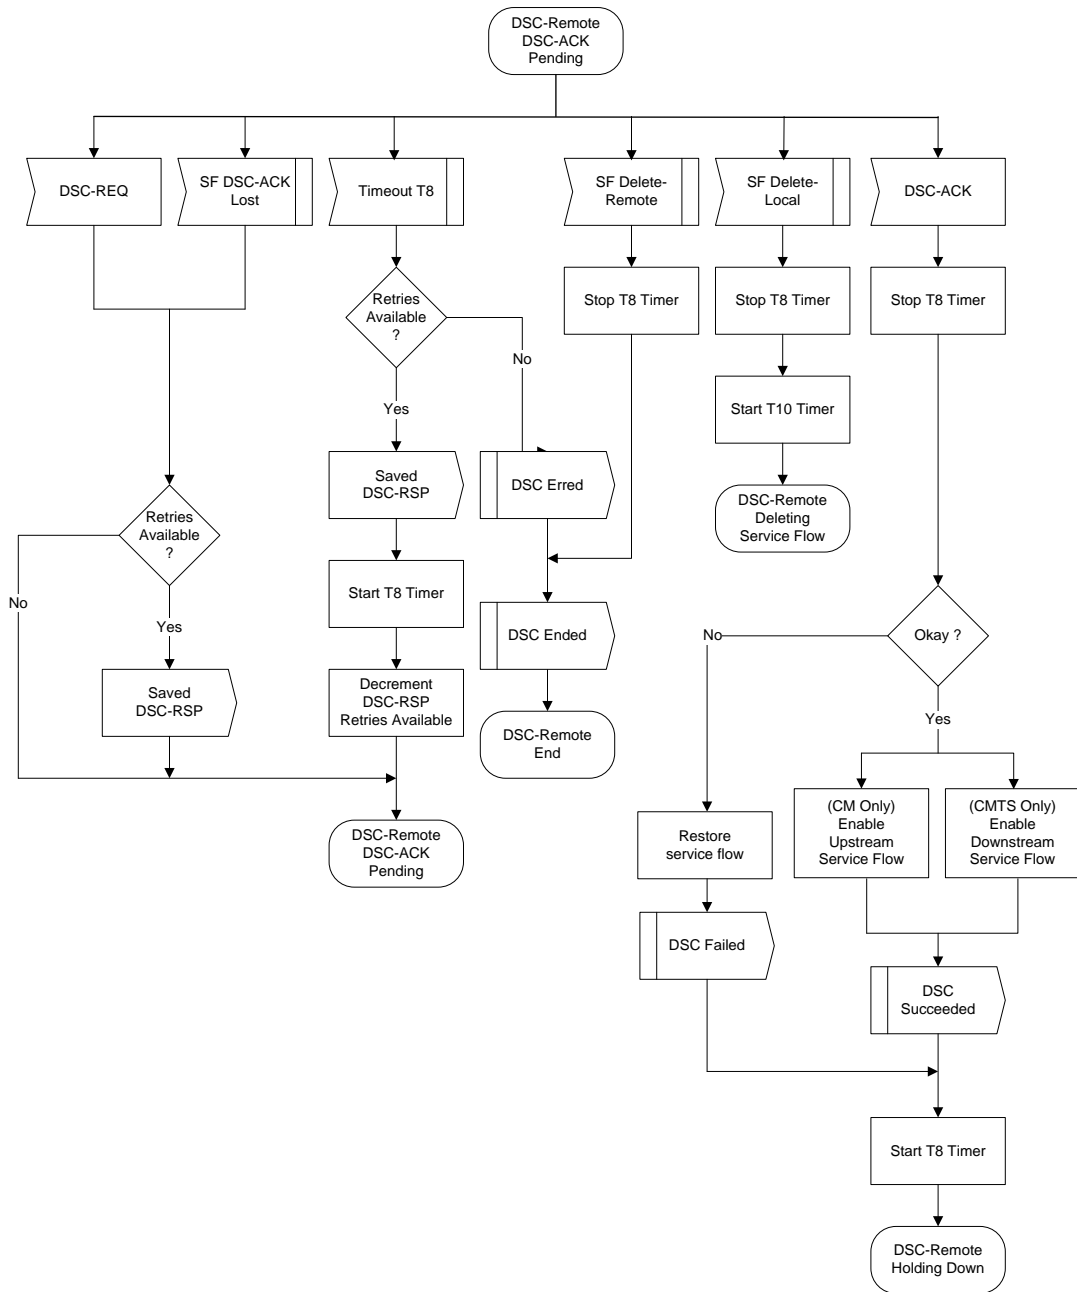 DSC-Remote
DSC-ACK
Pending
DSC-REQ
SF DSC-ACK
Lost
Timeout T8
SF Delete-
Remote
SF Delete-
Local
DSC-ACK
Retries
Available
?
Stop T8 Timer
Stop T8 Timer
Stop T8 Timer
No
Yes
Start T10 Timer
Saved
DSC-RSP
DSC Erred
DSC-Remote
Deleting
Service Flow
Retries
Available
?
No
Yes
Start T8 Timer
DSC Ended
Okay ?
No
Yes
Saved
DSC-RSP
Decrement
DSC-RSP
Retries Available
DSC-Remote
End
DSC-Remote
DSC-ACK
Pending
Restore
service flow
(CM Only)
Enable
Upstream
Service Flow
(CMTS Only)
Enable
Downstream
Service Flow
DSC Failed
DSC
Succeeded
Start T8 Timer
DSC-Remote
Holding Down